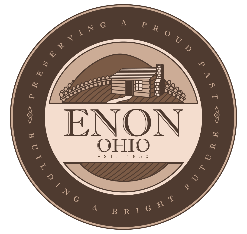 PRESERVING A PROUD PAST
ENON
OHIO
BUILDING A BRIGHT FUTURE